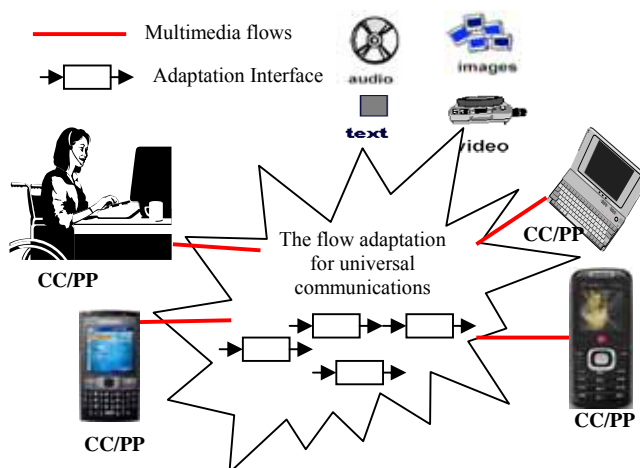 Multimedia flows
Adaptation Interface
audio
images
text
video
The flow adaptation
for universal
communications
CC/PP
CC/PP
CC/PP
CC/PP